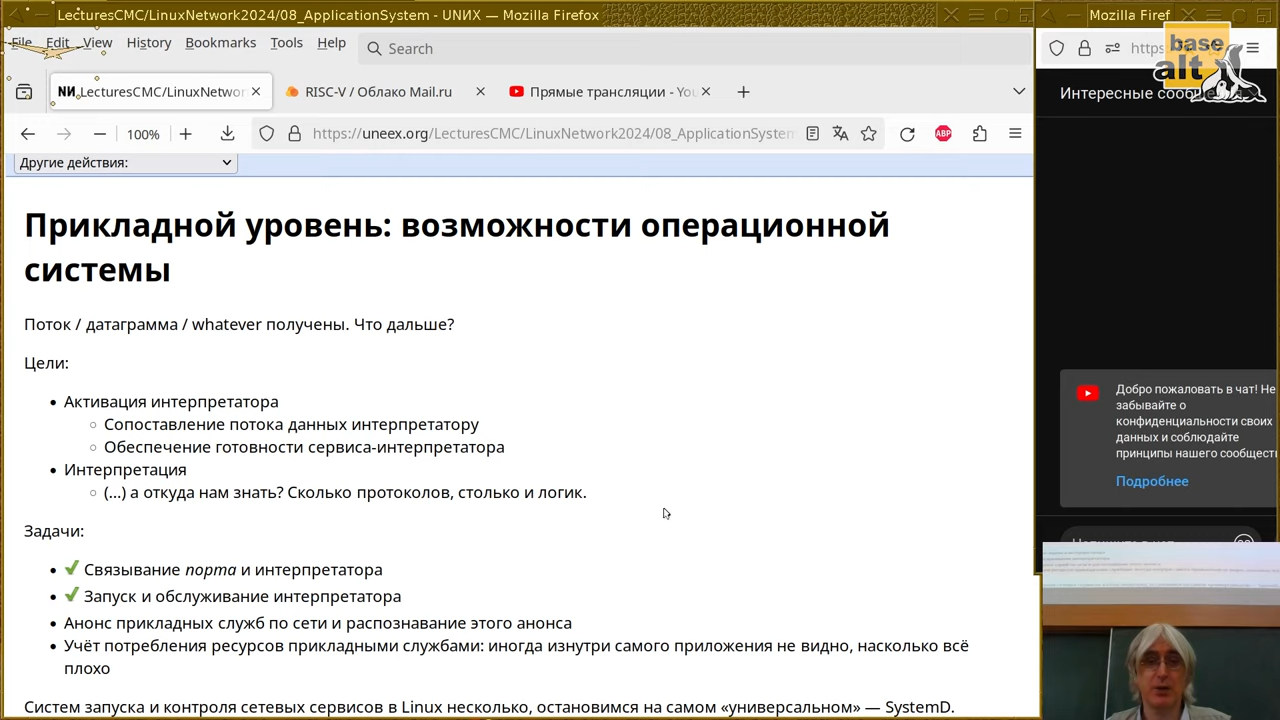 LecturesCMC/LinuxNetwork2024/08_ApplicationSystem - UNИX — Mozilla Firefox
Mozilla Firef
File Edit View History Bookmarks Tools Help
Search
base
alt
https
NИ LecturesCMC/LinuxNetwor
RISC-V / Облако Mail.ru
Прямые трансляции - You
Интересные сооб
100%
https://uneex.org/LecturesCMC/LinuxNetwork2024/08_ApplicationSystem
ABP
Другие действия:
Прикладной уровень: возможности операционной
системы
Поток / датаграмма / whatever получены. Что дальше?
Цели:
Активация интерпретатора
Сопоставление потока данных интерпретатору
Обеспечение готовности сервиса-интерпретатора
Интерпретация
(...) а откуда нам знать? Сколько протоколов, столько и логик.
Задачи:
Связывание порта и интерпретатора
Запуск и обслуживание интерпретатора
Анонс прикладных служб по сети и распознавание этого анонса
Учёт потребления ресурсов прикладными службами: иногда изнутри самого приложения не видно, насколько всё
плохо
Систем запуска и контроля сетевых сервисов в Linux несколько, остановимся на самом «универсальном» — SystemD.
Добро пожаловать в чат! Не
забывайте о
конфиденциальности своих
данных и соблюдайте
принципы нашего сообщест
Подробнее